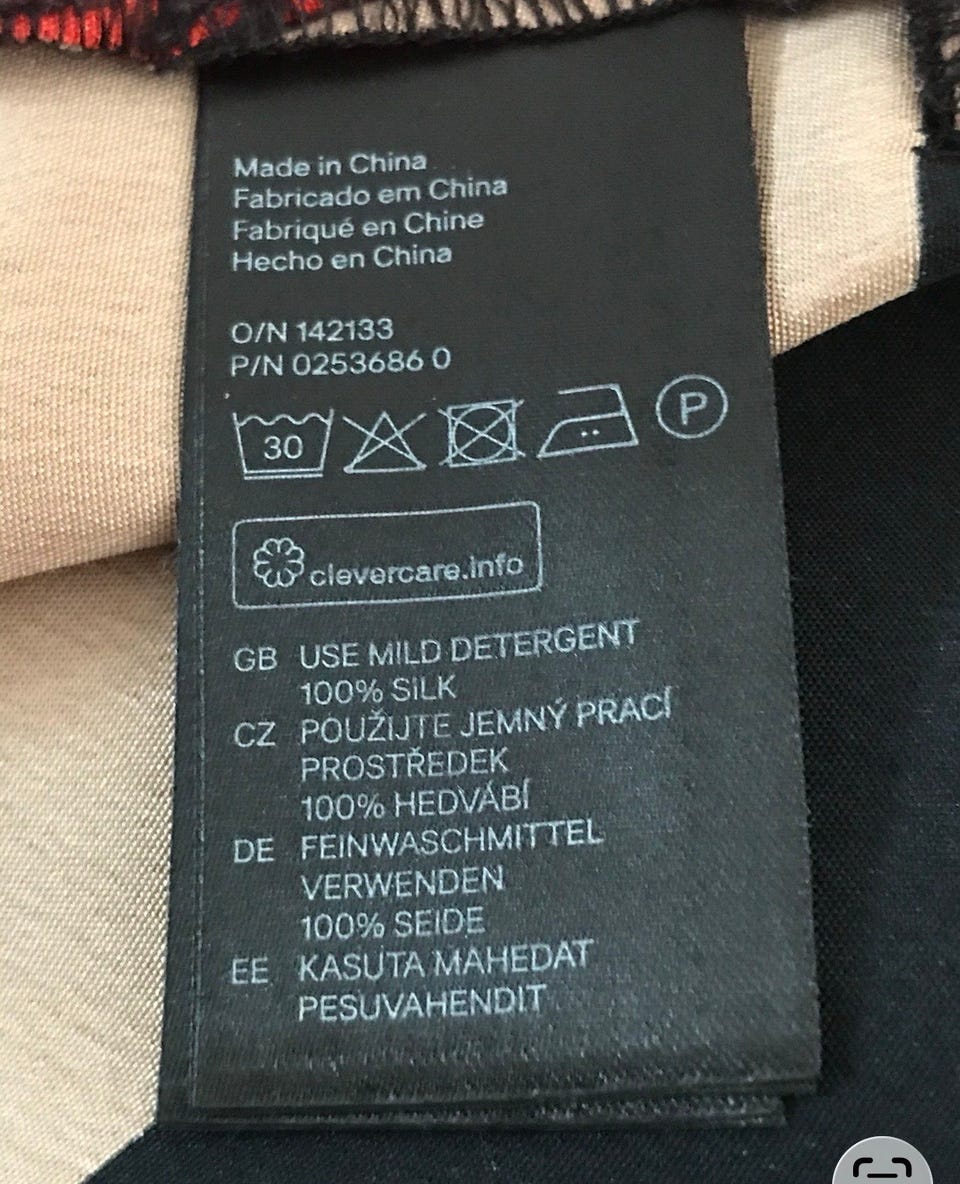 Made in China
Fabricado em China
Fabriqué en Chine
Hecho en China
O/N 142133
P/N 0253686 0
30 P
clevercare.info
GB USE MILD DETERGENT
100% SILK
CZ POUŽIJTE JEMNÝ PRACÍ
PROSTŘEDEK
100% HEDVÁBÍ
DE FEINWASCHMITTEL
VERWENDEN
100% SEIDE
EE KASUTA MAHEDAT
PESUVAHENDIT